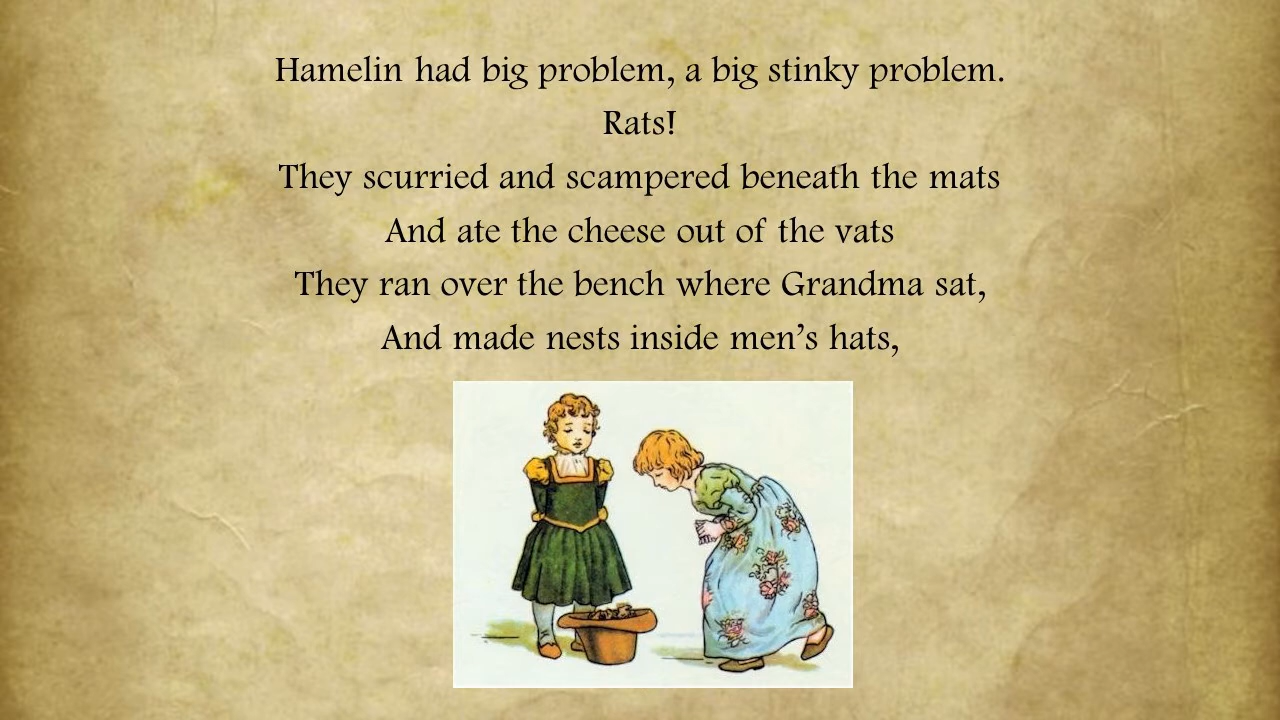 Hamelin had big problem, a big stinky problem.
Rats!
They scurried and scampered beneath the mats
And ate the cheese out of the vats
They ran over the bench where Grandma sat,
And made nests inside men’s hats,